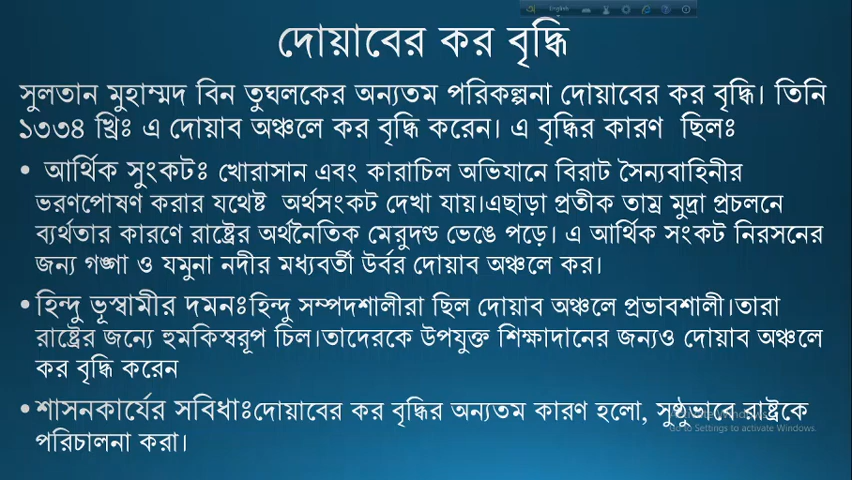 দোয়াবের কর বৃদ্ধি
সুলতান মুহাম্মদ বিন তুঘলকের অন্যতম পরিকল্পনা দোয়াবের কর বৃদ্ধি। তিনি
১৩৩৪ খ্রিঃ এ দোয়াব অঞ্চলে কর বৃদ্ধি করেন। এ বৃদ্ধির কারণ ছিলঃ
• আর্থিক সুংকটঃ খোরাসান এবং কারাচিল অভিযানে বিরাট সৈন্যবাহিনীর
ভরণপোষণ করার যথেষ্ট অর্থসংকট দেখা যায়।এছাড়া প্রতীক তাম্র মুদ্রা প্রচলনে
ব্যর্থতার কারণে রাষ্ট্রের অর্থনৈতিক মেরুদণ্ড ভেঙে পড়ে। এ আর্থিক সংকট নিরসনের
জন্য গঙ্গা ও যমুনা নদীর মধ্যবর্তী উর্বর দোয়াব অঞ্চলে কর।
• হিন্দু ভূস্বামীর দমনঃহিন্দু সম্পদশালীরা ছিল দোয়াব অঞ্চলে প্রভাবশালী।তারা
রাষ্ট্রের জন্যে হুমকিস্বরূপ চিল।তাদেরকে উপযুক্ত শিক্ষাদানের জন্যও দোয়াব অঞ্চলে
কর বৃদ্ধি করেন
• শাসনকার্যের সবিধাঃদোয়াবের কর বৃদ্ধির অন্যতম কারণ হলো, সুষ্ঠুভাবে রাষ্ট্রকে
Go to Settings to activate Windows.
পরিচালনা করা।